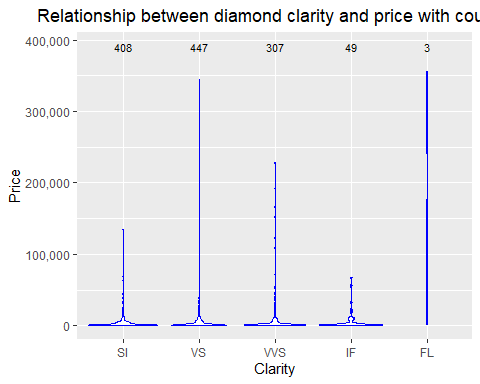 Relationship between diamond clarity and price with cou
400,000
300,000
200,000
100,000
0
Price
408 447 307 49 3
SI VS VVS IF FL
Clarity